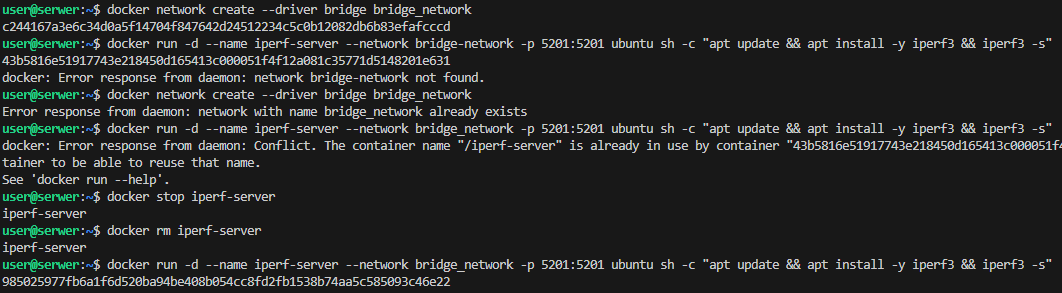 user@serwer:~$ docker network create --driver bridge bridge_network
c244167a3e6c34d0a5f14704f847642d24512234c5c0b12082db6b83efafcccd
user@serwer:~$ docker run -d --name iperf-server --network bridge-network -p 5201:5201 ubuntu sh -c "apt update && apt install -y iperf3 && iperf3 -s"
43b5816e51917743e218450d165413c000051f4f12a081c35771d5148201e631
docker: Error response from daemon: network bridge-network not found.
user@serwer:~$ docker network create --driver bridge bridge_network
Error response from daemon: network with name bridge_network already exists
user@serwer:~$ docker run -d --name iperf-server --network bridge_network -p 5201:5201 ubuntu sh -c "apt update && apt install -y iperf3 && iperf3 -s"
docker: Error response from daemon: Conflict. The container name "/iperf-server" is already in use by container "43b5816e51917743e218450d165413c000051f4
tainer to be able to reuse that name.
See 'docker run --help'.
user@serwer:~$ docker stop iperf-server
iperf-server
user@serwer:~$ docker rm iperf-server
iperf-server
user@serwer:~$ docker run -d --name iperf-server --network bridge_network -p 5201:5201 ubuntu sh -c "apt update && apt install -y iperf3 && iperf3 -s"
985025977fb6a1f6d520ba94be408b054cc8fd2fb1538b74aa5c585093c46e22